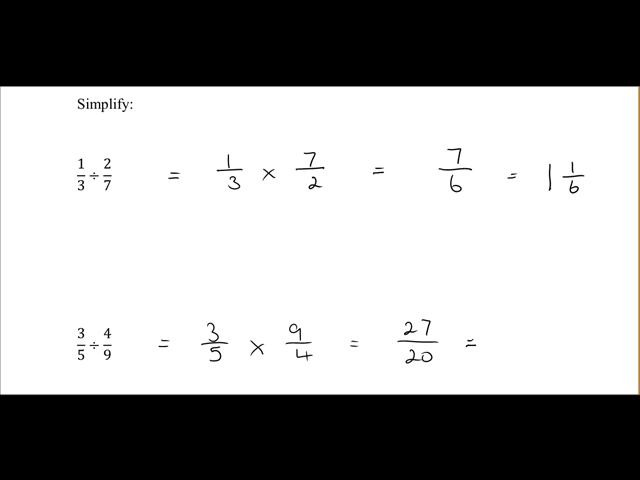 Simplify:
1/3 ÷ 2/7 = 1/3 × 7/2 = 7/6 = 1 1/6
3/5 ÷ 4/9 = 3/5 × 9/4 = 27/20 =